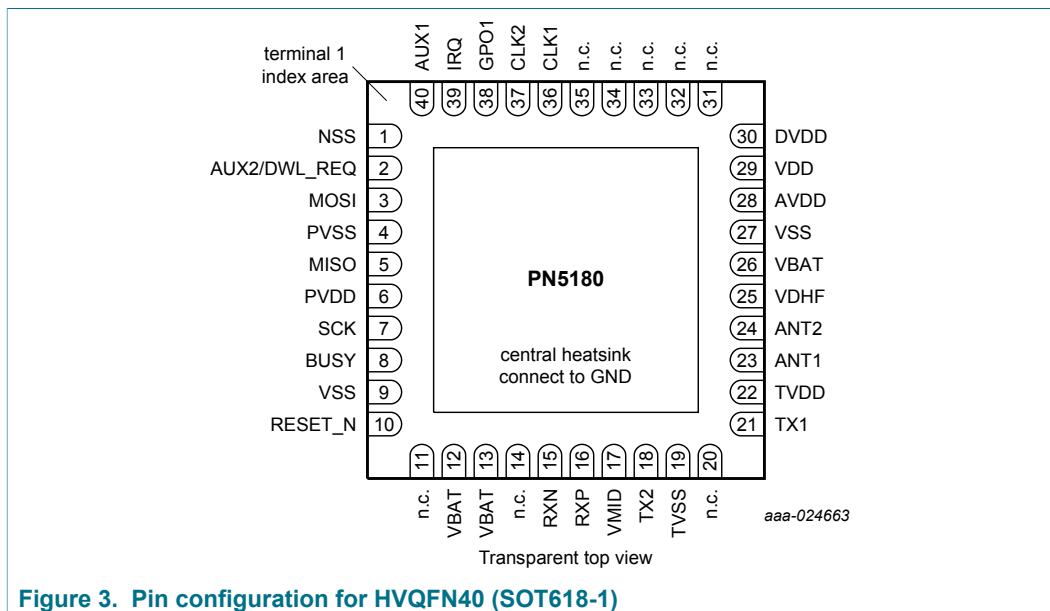 terminal 1
index area
AUX1
IRQ
GPO1
CLK2
CLK1
n.c.
n.c.
n.c.
n.c.
n.c.
40
39
38
37
36
35
34
33
32
31
NSS 1
AUX2/DWL_REQ 2
MOSI 3
PVSS 4
MISO 5
PVDD 6
SCK 7
BUSY 8
VSS 9
RESET_N 10
PN5180
central heatsink
connect to GND
30 DVDD
29 VDD
28 AVDD
27 VSS
26 VBAT
25 VDHF
24 ANT2
23 ANT1
22 TVDD
21 TX1
11
12
13
14
15
16
17
18
19
20
n.c.
VBAT
VBAT
n.c.
RXN
RXP
VMID
TX2
TVSS
n.c.
aaa-024663
Transparent top view
Figure 3. Pin configuration for HVQFN40 (SOT618-1)